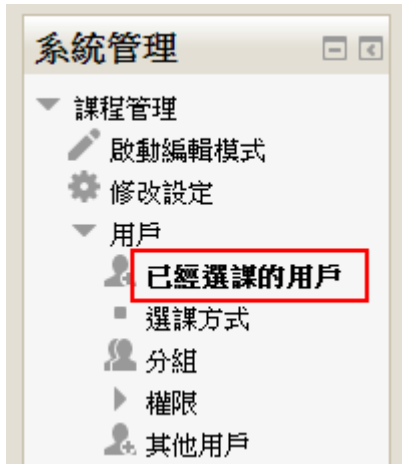 系統管理
課程管理
啟動編輯模式
修改設定
用戶
已經選課的用戶
選課方式
分組
權限
其他用戶